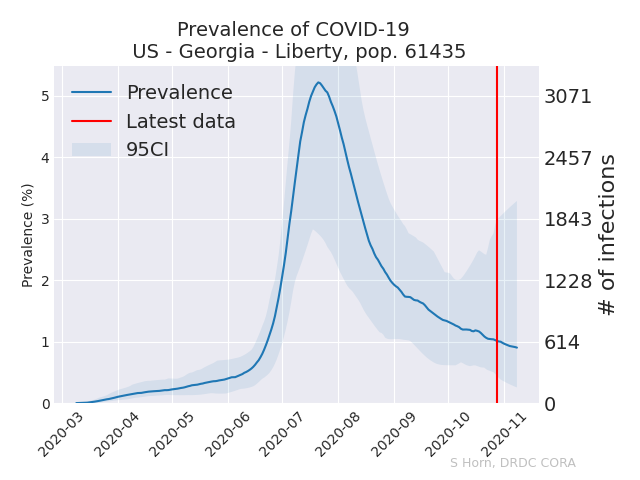 Prevalence of COVID-19
US - Georgia - Liberty, pop. 61435
Prevalence
Latest data
95CI
Prevalence (%)
5
4
3
2
1
0
3071
2457
1843
1228
614
0
# of infections
2020-03
2020-04
2020-05
2020-06
2020-07
2020-08
2020-09
2020-10
2020-11
S Horn, DRDC CORA